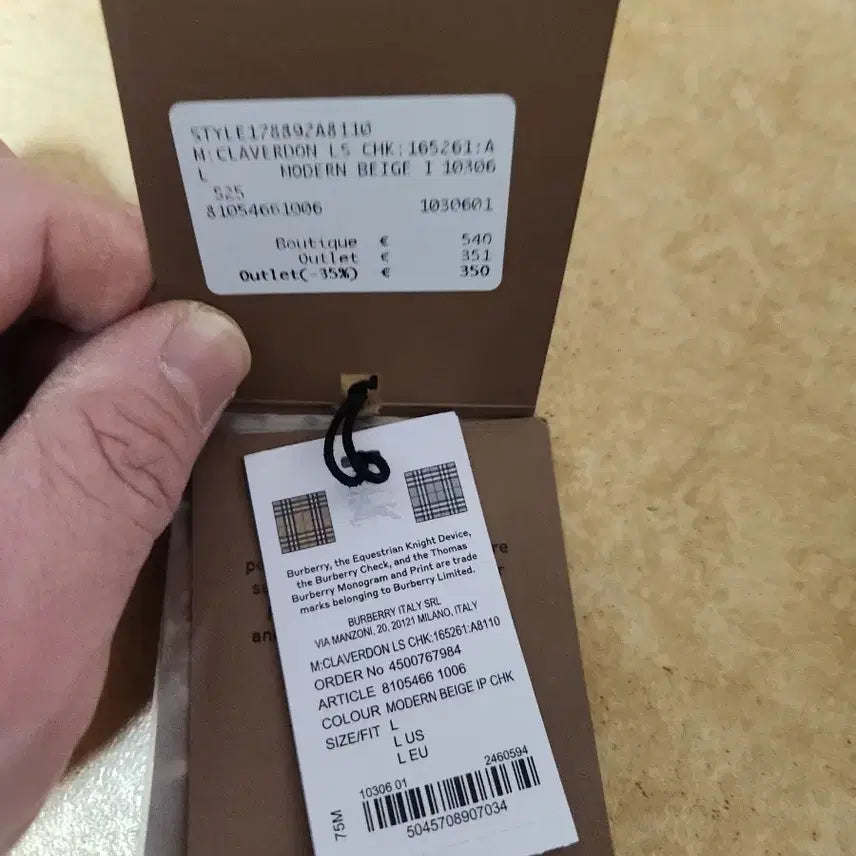 STYLE178892A8110
M:CLAVERDON LS CHK:165261:A
L MODERN BEIGE I 10306
525
81054661006 1030601
Boutique € 540
Outlet € 351
Outlet(-35%) € 350
Burberry, the Equestrian Knight Device,
the Burberry Check, and the Thomas
Burberry Monogram and Print are trade
marks belonging to Burberry Limited.
BURBERRY ITALY SRL
VIA MANZONI, 20, 20121 MILANO, ITALY
M:CLAVERDON LS CHK:165261:A8110
ORDER No 4500767984
ARTICLE 8105466 1006
COLOUR MODERN BEIGE IP CHK
SIZE/FIT L
L US
L EU
10306 01 2460594
75M
5045708907034